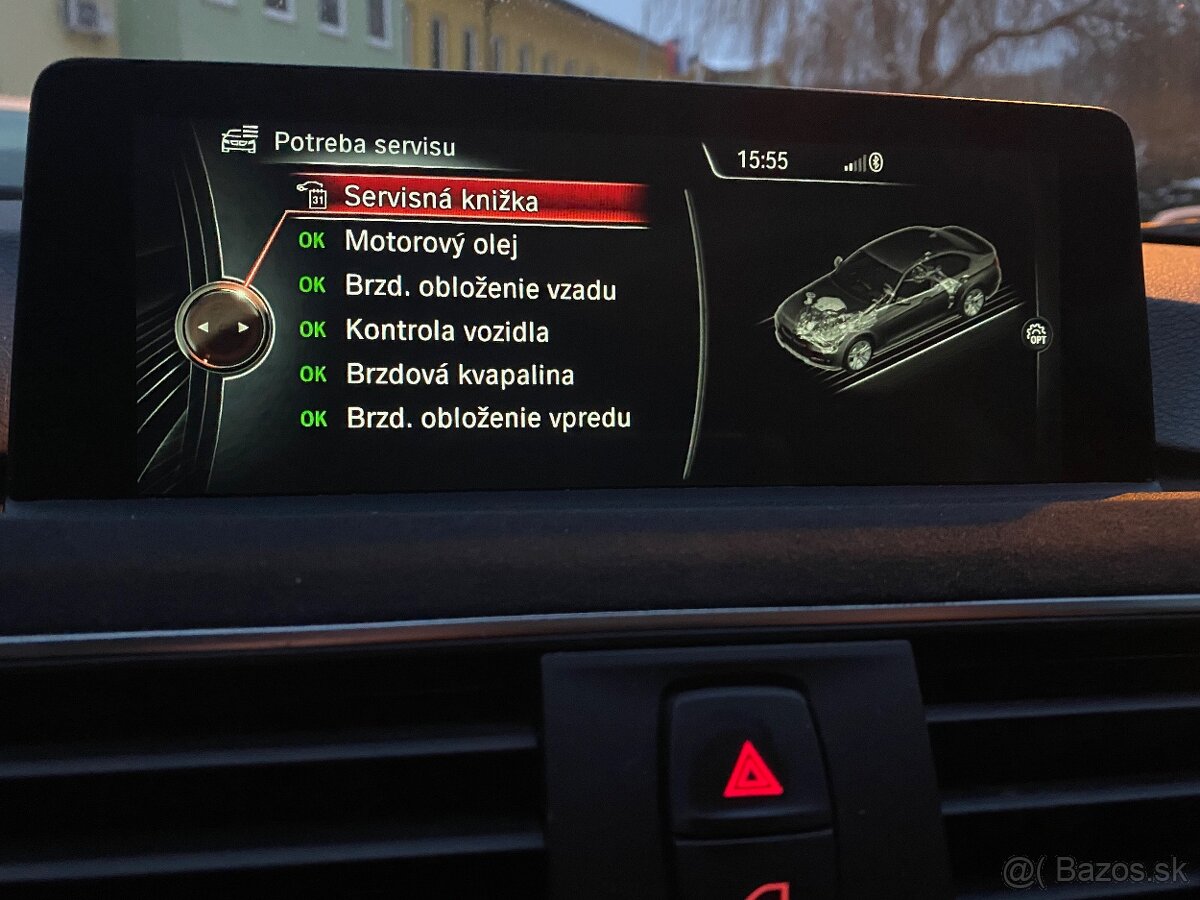 Potreba servisu
15:55
31 Servisná knižka
OK Motorový olej
OK Brzd. obloženie vzadu
OK Kontrola vozidla
OK Brzdová kvapalina
OK Brzd. obloženie vpredu
OPT
@( Bazos.sk